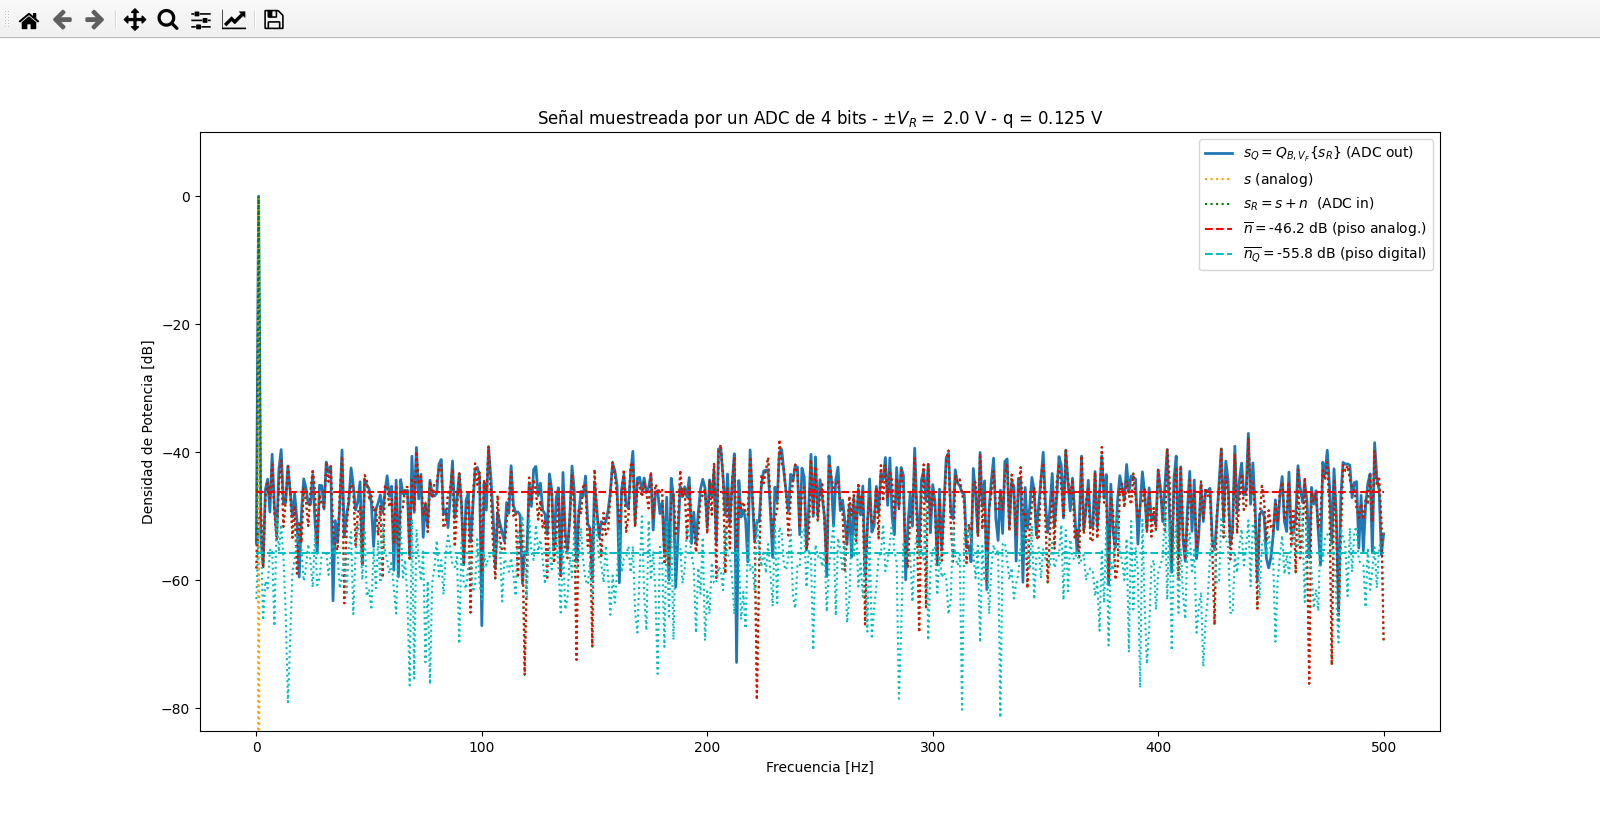 Señal muestreada por un ADC de 4 bits - ±V_R = 2.0 V - q = 0.125 V
s_Q = Q_{B,V_F}{s_R} (ADC out)
s (analog)
s_R = s + n (ADC in)
n̅ = -46.2 dB (piso analog.)
n̅_Q̅ = -55.8 dB (piso digital)
Densidad de Potencia [dB]
0
−20
−40
−60
−80
0 100 200 300 400 500
Frecuencia [Hz]